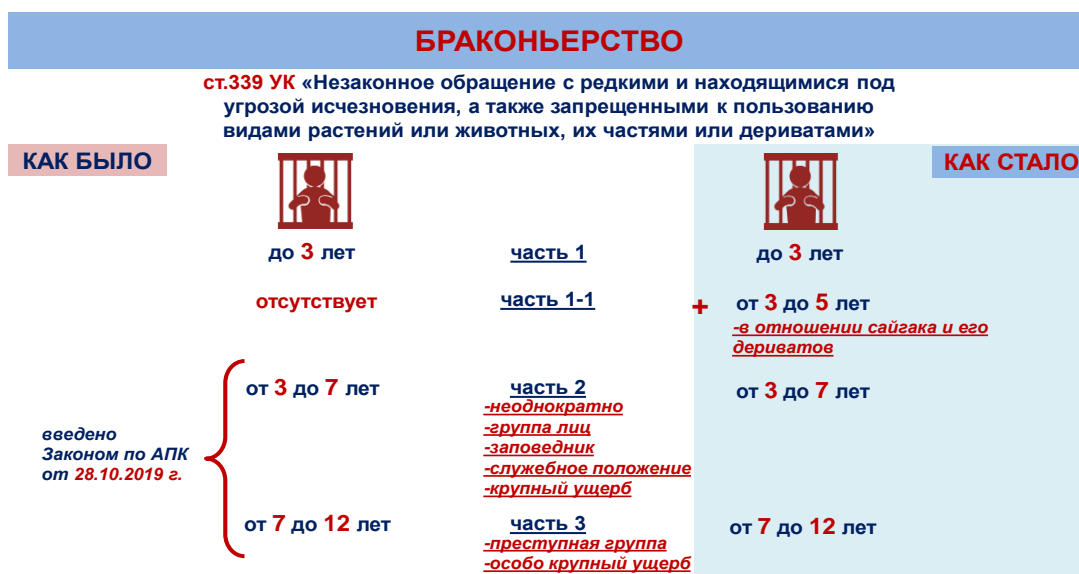 БРАКОНЬЕРСТВО
ст.339 УК «Незаконное обращение с редкими и находящимися под
угрозой исчезновения, а также запрещенными к пользованию
видами растений или животных, их частями или дериватами»
КАК БЫЛО
КАК СТАЛО
до 3 лет
часть 1
до 3 лет
отсутствует
часть 1-1
+ от 3 до 5 лет
-в отношении сайгака и его
дериватов
от 3 до 7 лет
часть 2
от 3 до 7 лет
-неоднократно
-группа лиц
-заповедник
-служебное положение
-крупный ущерб
введено
Законом по АПК
от 28.10.2019 г.
от 7 до 12 лет
часть 3
от 7 до 12 лет
-преступная группа
-особо крупный ущерб